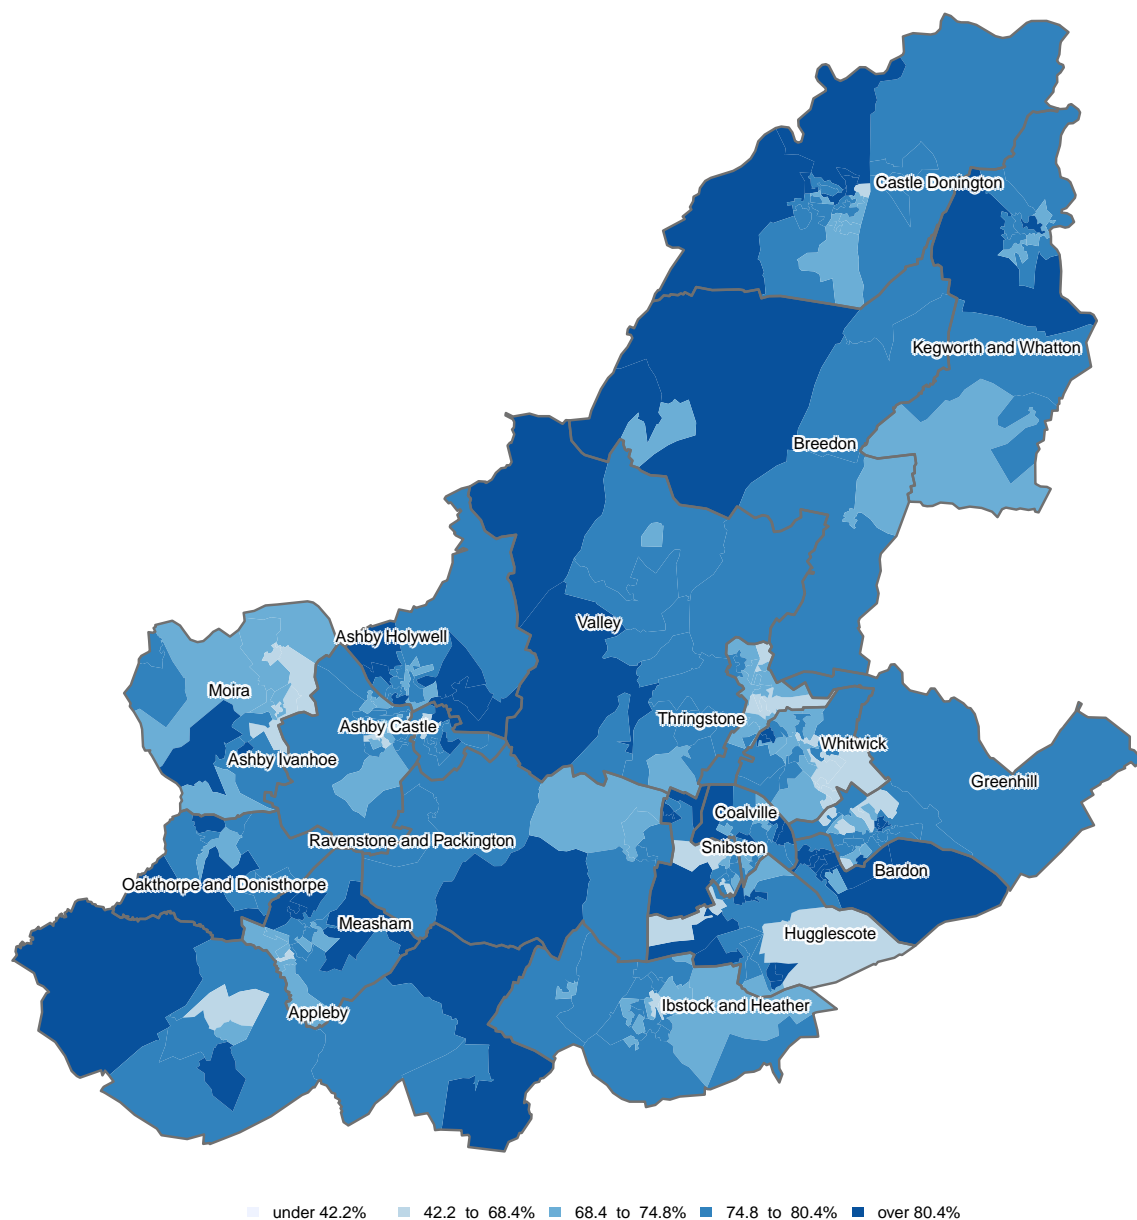 Castle Donington
Kegworth and Whatton
Breedon
Valley
Ashby Holywell
Moira
Thringstone
Ashby Castle
Whitwick
Ashby Ivanhoe
Greenhill
Coalville
Ravenstone and Packington
Snibston
Bardon
Oakthorpe and Donisthorpe
Measham
Hugglescote
Ibstock and Heather
Appleby
under 42.2% 42.2 to 68.4% 68.4 to 74.8% 74.8 to 80.4% over 80.4%